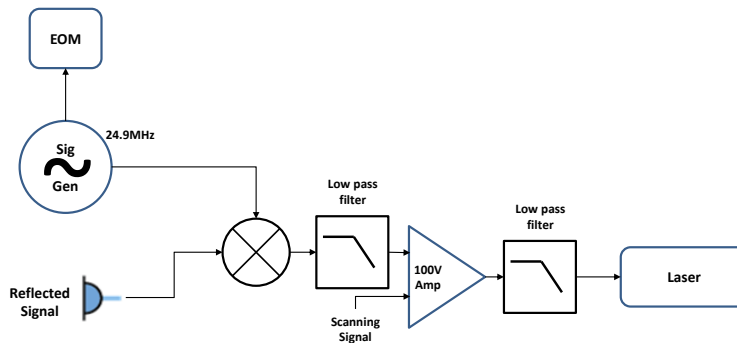 EOM
24.9MHz
Sig
Gen
Low pass
filter
Low pass
filter
100V
Amp
Laser
Reflected
Signal
Scanning
Signal